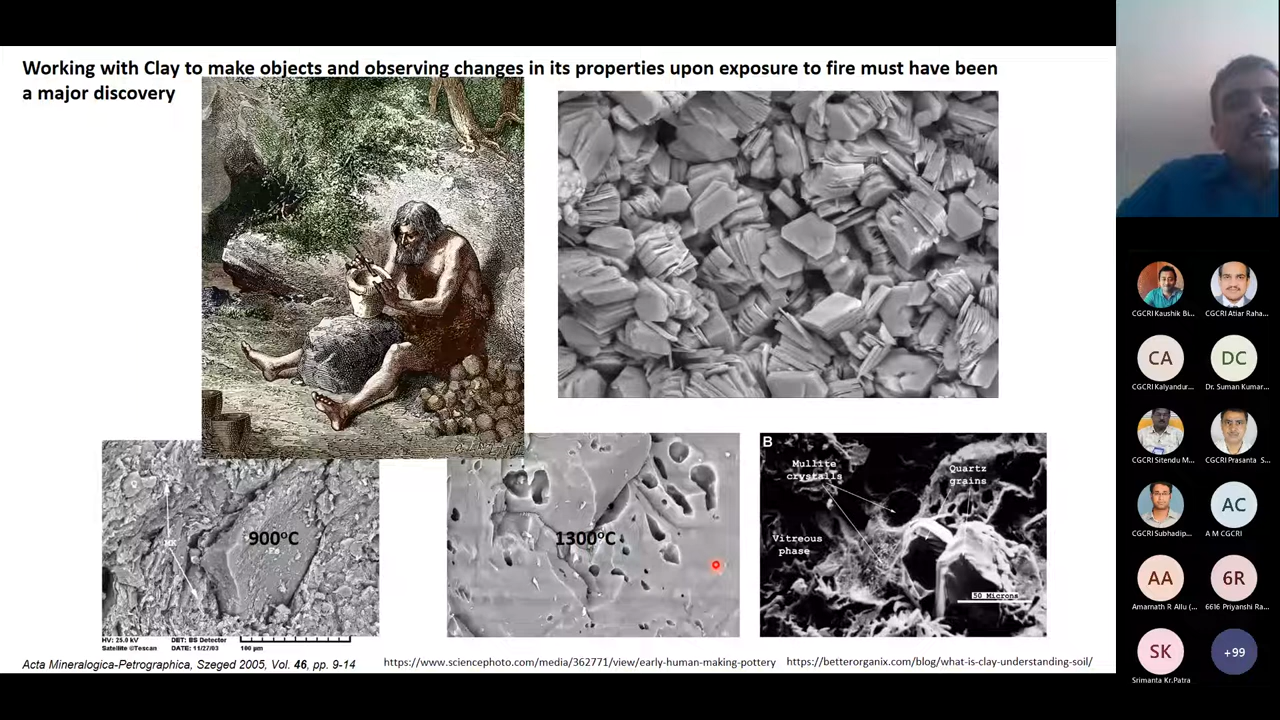 Working with Clay to make objects and observing changes in its properties upon exposure to fire must have been
a major discovery
B
Mullite
crystals
Quartz
grains
Vitreous
phase
50 Microns
900°C
1300°C
HV: 25.0 kV
DET: BS Detector
Satellite ©Tescan
DATE: 11/27/03
100 µm
Acta Mineralogica-Petrographica, Szeged 2005, Vol. 46, pp. 9-14
https://www.sciencephoto.com/media/362771/view/early-human-making-pottery
https://betterorganix.com/blog/what-is-clay-understanding-soil/
CGCRI Kaushik Bi...
CGCRI Atiar Raha...
CA
DC
CGCRI Kalyandur...
Dr. Suman Kumar...
CGCRI Sitendu M...
CGCRI Prasanta S...
AC
CGCRI Subhadip...
A M CGCRI
AA
6R
Amarnath R Allu (...
6616 Priyanshi Ra...
SK
+99
Srimanta Kr.Patra